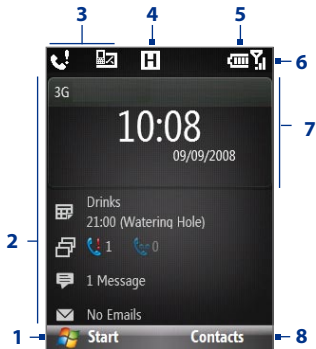 3 4 5
H
6
3G
10:08
7
09/09/2008
Drinks
21:00 (Watering Hole)
2
1 0
1 Message
No Emails
1 Start Contacts 8